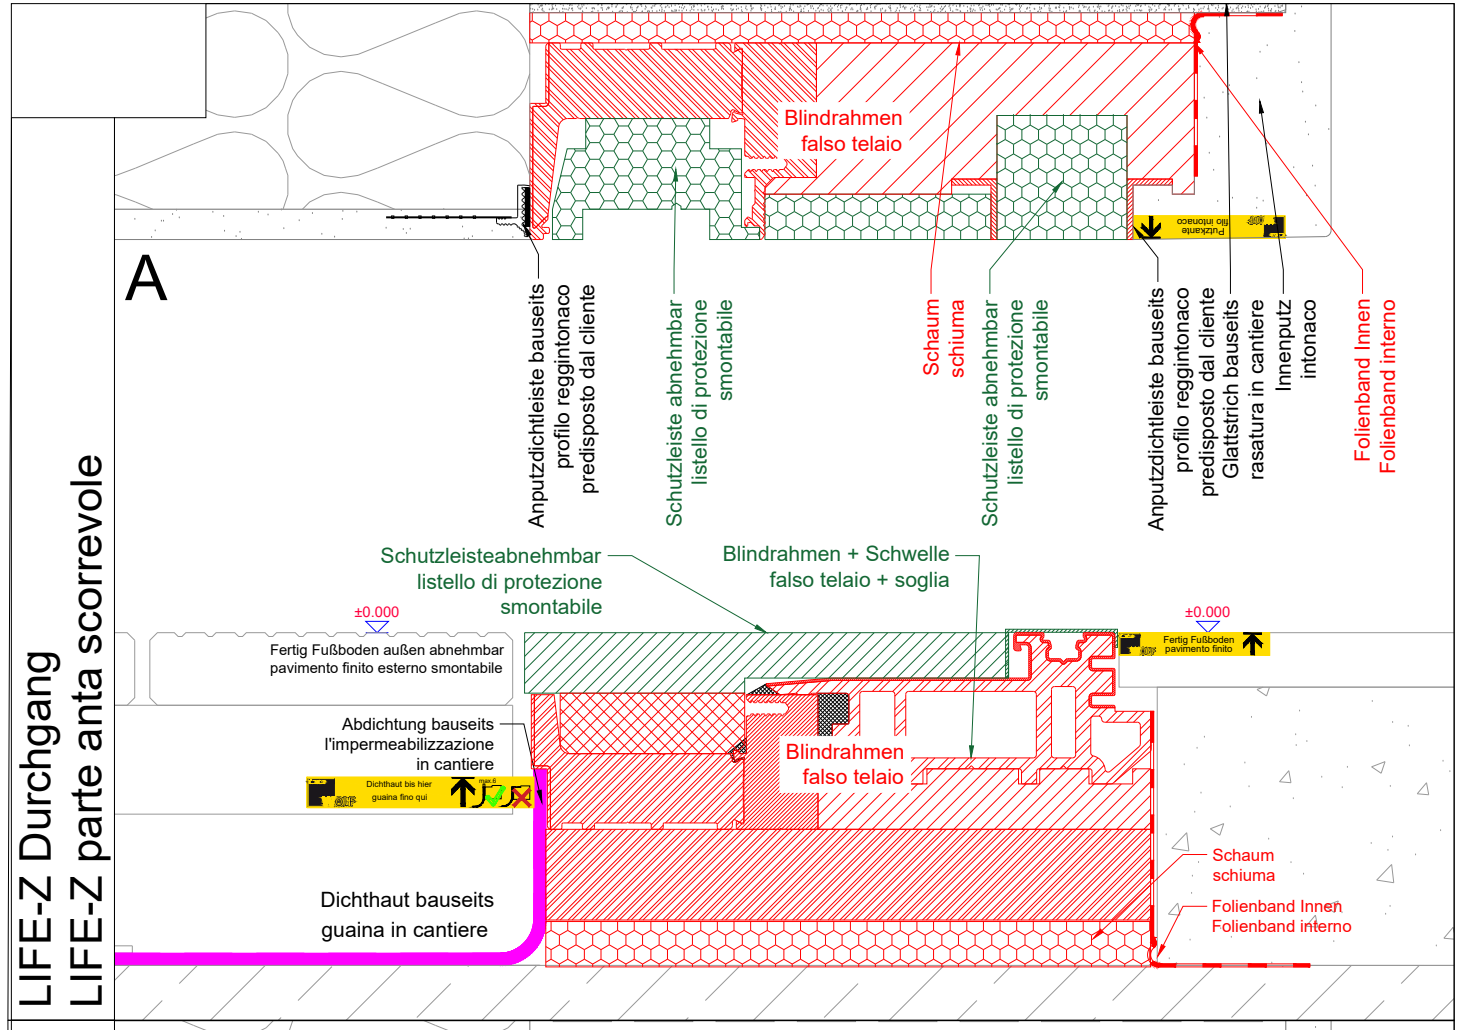 LIFE-Z Durchgang
LIFE-Z parte anta scorrevole
A
Blindrahmen
falso telaio
Putzkante
filo intonaco
Anputzdichtleiste bauseits
profilo reggintonaco
predisposto dal cliente
Schutzleiste abnehmbar
listello di protezione
smontabile
Schaum
schiuma
Schutzleiste abnehmbar
listello di protezione
smontabile
Anputzdichtleiste bauseits
profilo reggintonaco
predisposto dal cliente
Glattstrich bauseits
rasatura in cantiere
Innenputz
intonaco
Folienband Innen
Folienband interno
Schutzleisteabnehmbar
listello di protezione
smontabile
Blindrahmen + Schwelle
falso telaio + soglia
±0.000
±0.000
Fertig Fußboden außen abnehmbar
pavimento finito esterno smontabile
Fertig Fußboden
pavimento finito
Abdichtung bauseits
l'impermeabilizzazione
in cantiere
Blindrahmen
falso telaio
Dichthaut bis hier
guaina fino qui
max.6
Dichthaut bauseits
guaina in cantiere
Schaum
schiuma
Folienband Innen
Folienband interno